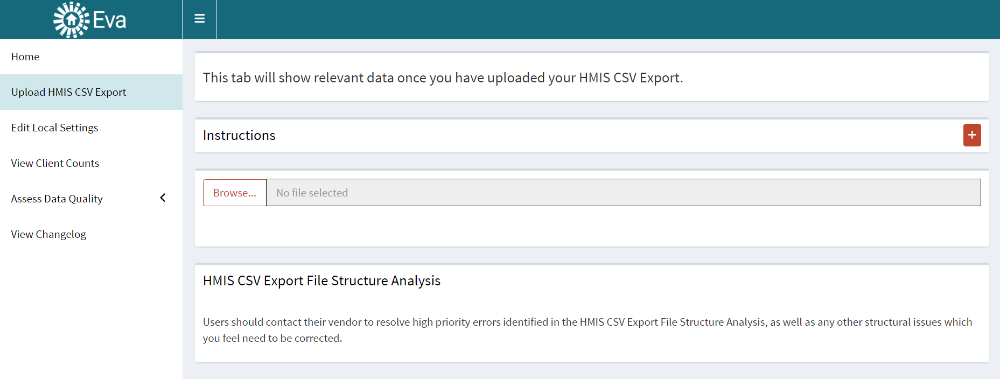 Eva
Home
Upload HMIS CSV Export
Edit Local Settings
View Client Counts
Assess Data Quality
View Changelog
This tab will show relevant data once you have uploaded your HMIS CSV Export.
Instructions
Browse...
No file selected
HMIS CSV Export File Structure Analysis
Users should contact their vendor to resolve high priority errors identified in the HMIS CSV Export File Structure Analysis, as well as any other structural issues which
you feel need to be corrected.